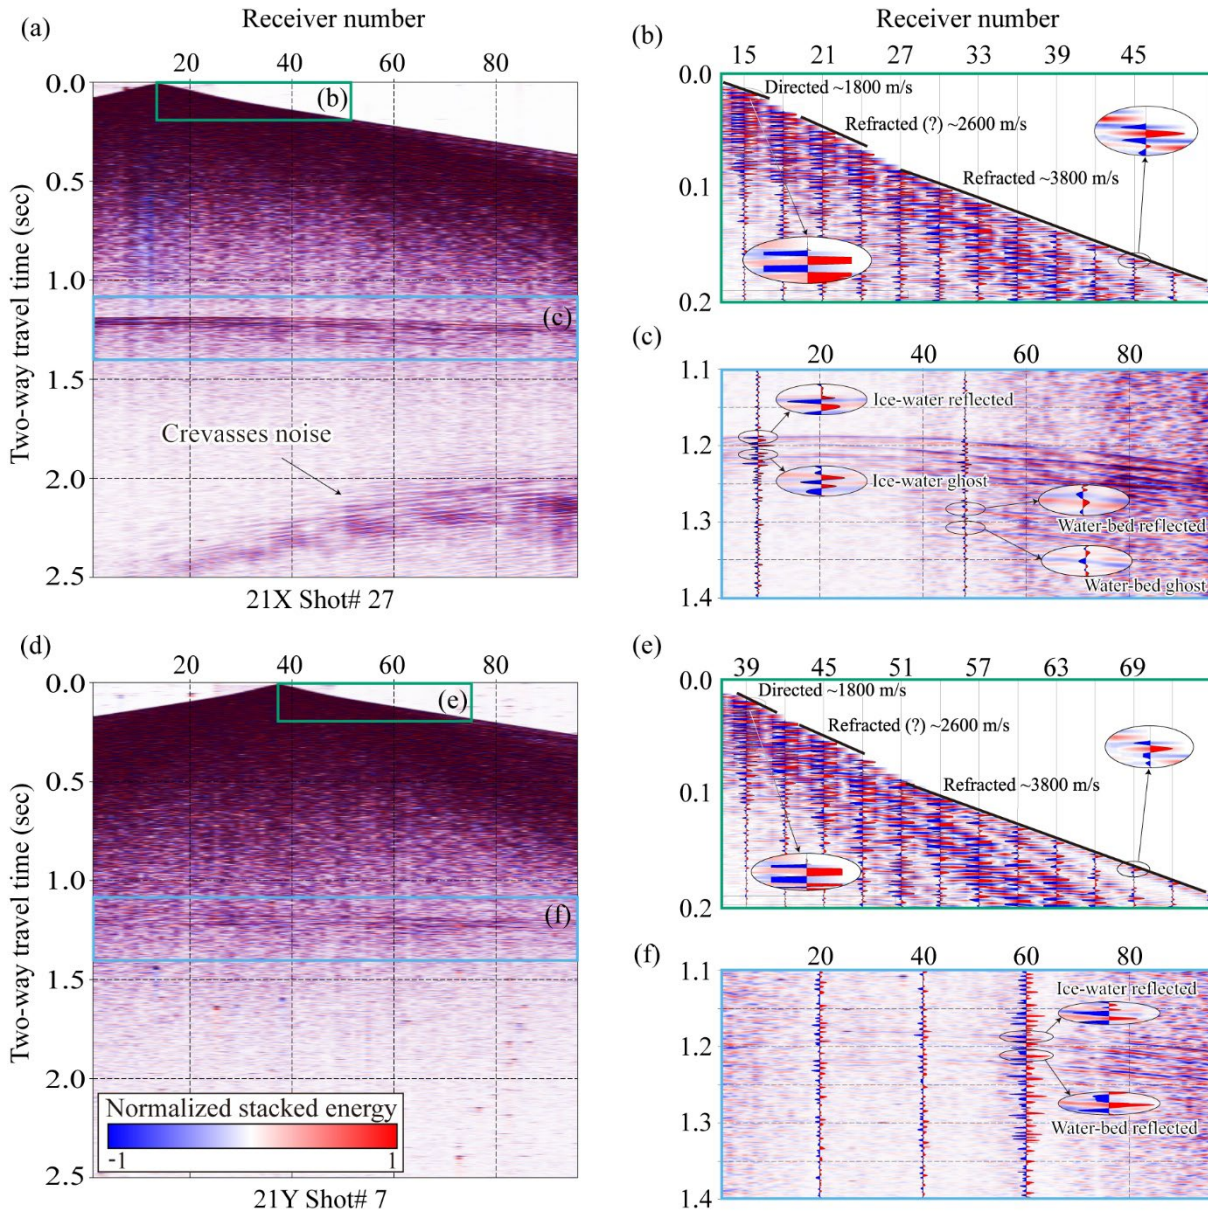 Receiver number
(a)
20 40 60 80
0.0
0.5
1.0
1.5
2.0
2.5
Two-way travel time (sec)
(b)
(c)
Crevasses noise
21X Shot# 27
Receiver number
(b)
15 21 27 33 39 45
0.0
0.1
0.2
Directed ~1800 m/s
Refracted (?) ~2600 m/s
Refracted ~3800 m/s
(c)
20 40 60 80
1.1
1.2
1.3
1.4
Ice-water reflected
Ice-water ghost
Water-bed reflected
Water-bed ghost
(d)
20 40 60 80
0.0
0.5
1.0
1.5
2.0
2.5
Two-way travel time (sec)
(e)
(f)
Normalized stacked energy
-1 1
21Y Shot# 7
(e)
39 45 51 57 63 69
0.0
0.1
0.2
Directed ~1800 m/s
Refracted (?) ~2600 m/s
Refracted ~3800 m/s
(f)
20 40 60 80
1.1
1.2
1.3
1.4
Ice-water reflected
Water-bed reflected